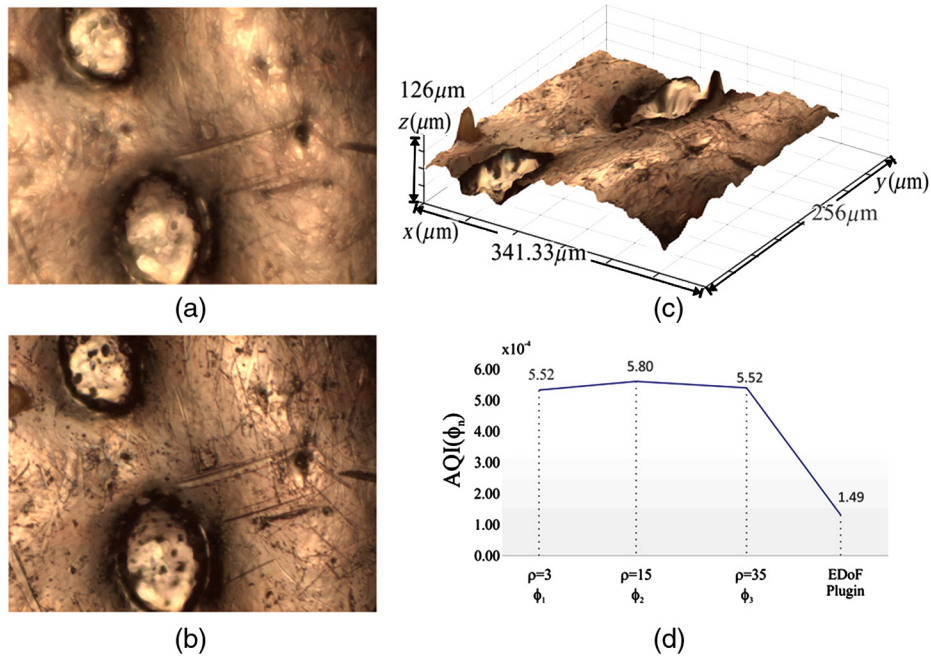 126μm
z(μm)
x(μm)
341.33μm
y(μm)
256μm
(a)
(c)
(b)
x10⁻⁴
6.00
5.00
4.00
3.00
2.00
1.00
0.00
AQI(ϕₙ)
5.52
5.80
5.52
1.49
ρ=3
ϕ₁
ρ=15
ϕ₂
ρ=35
ϕ₃
EDoF
Plugin
(d)